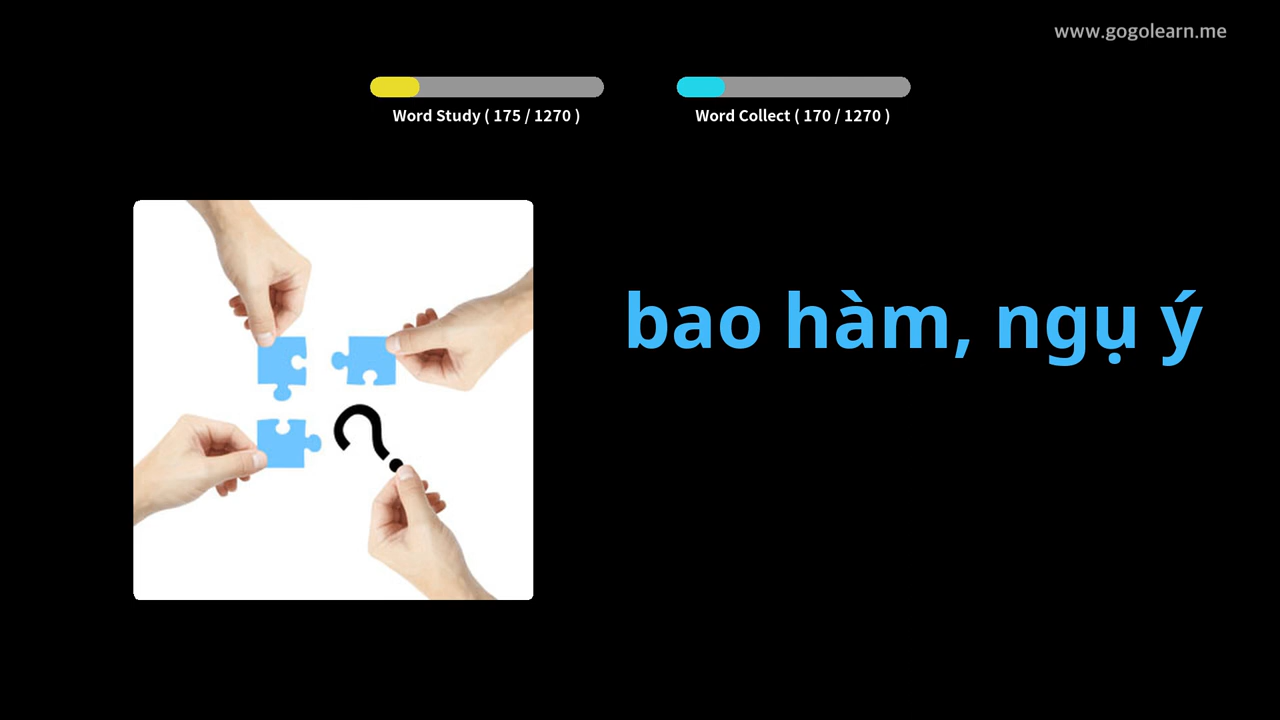 www.gogolearn.me
Word Study ( 175 / 1270 )
Word Collect ( 170 / 1270 )
bao hàm, ngụ ý
?